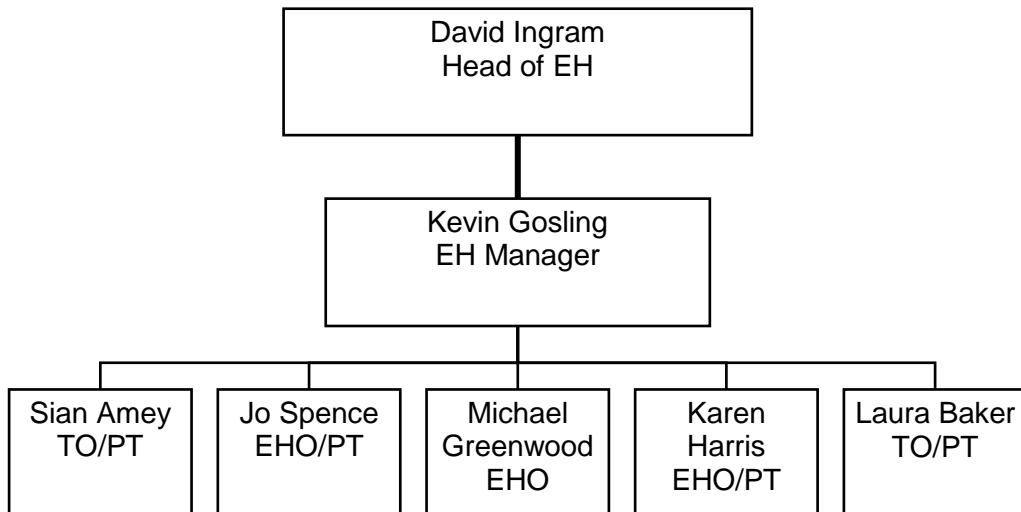 David Ingram
Head of EH
Kevin Gosling
EH Manager
Sian Amey
TO/PT
Jo Spence
EHO/PT
Michael
Greenwood
EHO
Karen
Harris
EHO/PT
Laura Baker
TO/PT